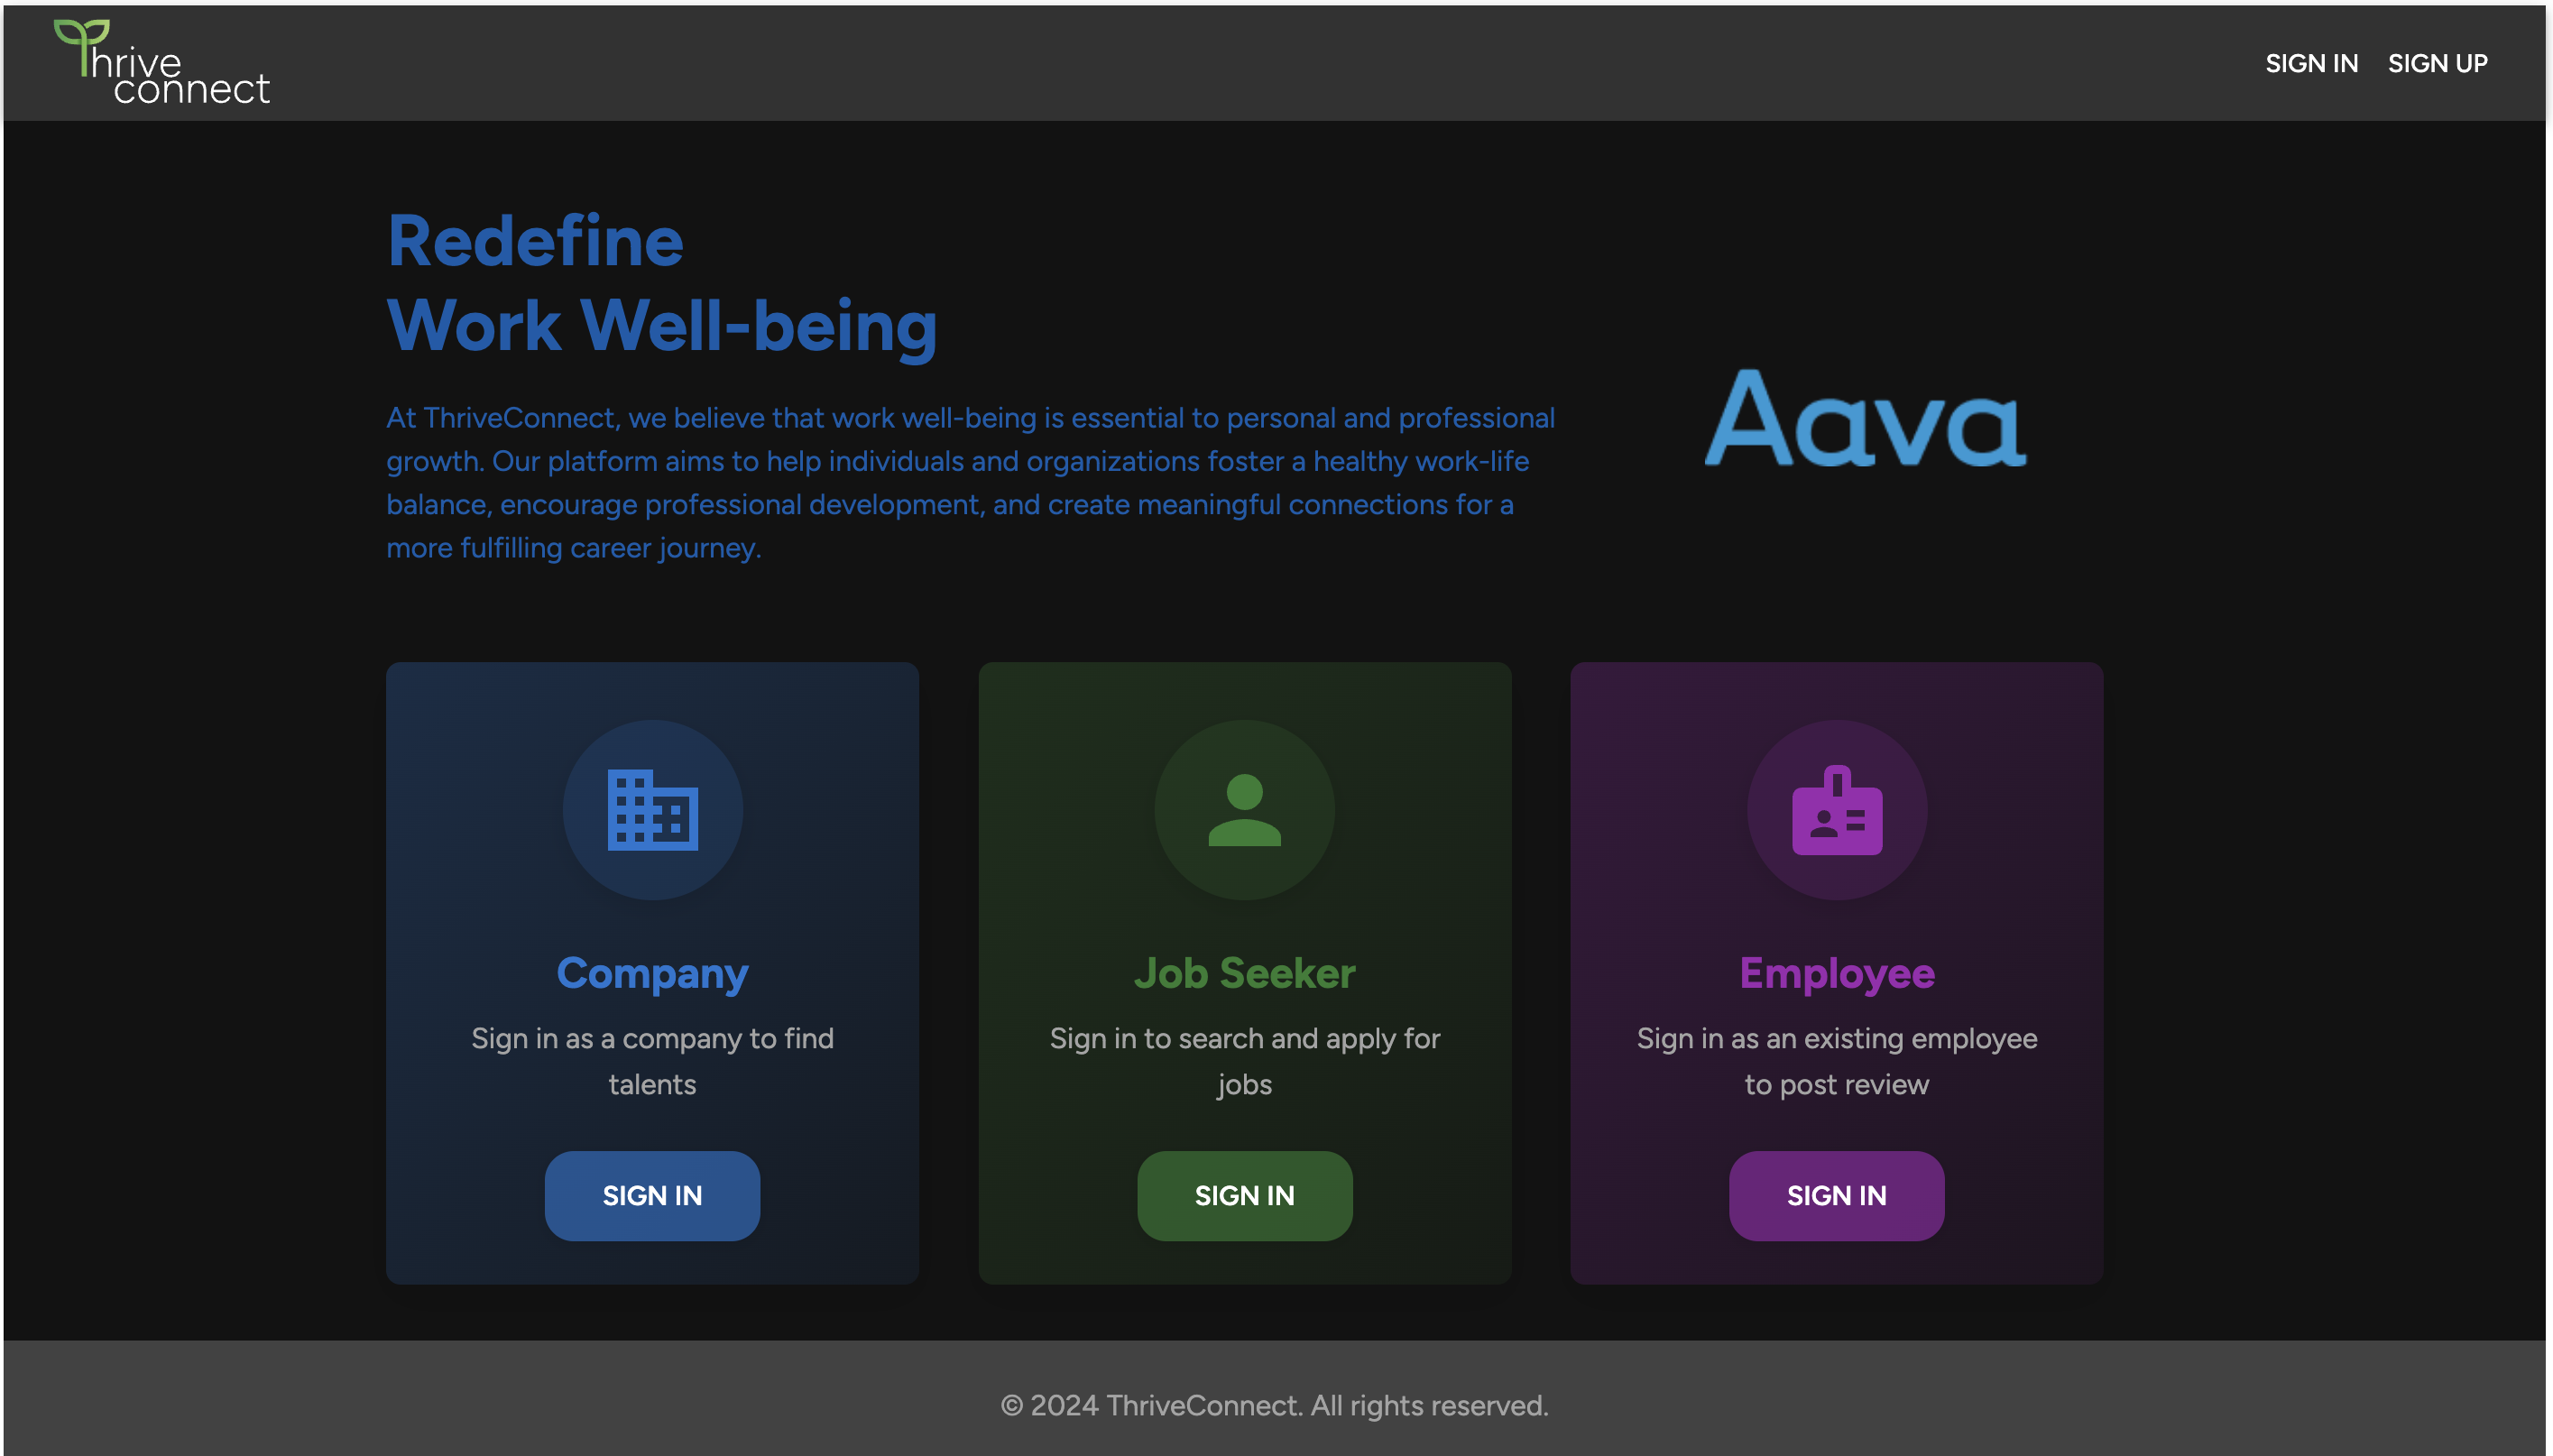 Thrive
connect
SIGN IN SIGN UP
Redefine
Work Well-being
At ThriveConnect, we believe that work well-being is essential to personal and professional
growth. Our platform aims to help individuals and organizations foster a healthy work-life
balance, encourage professional development, and create meaningful connections for a
more fulfilling career journey.
Aava
Company
Sign in as a company to find
talents
SIGN IN
Job Seeker
Sign in to search and apply for
jobs
SIGN IN
Employee
Sign in as an existing employee
to post review
SIGN IN
© 2024 ThriveConnect. All rights reserved.